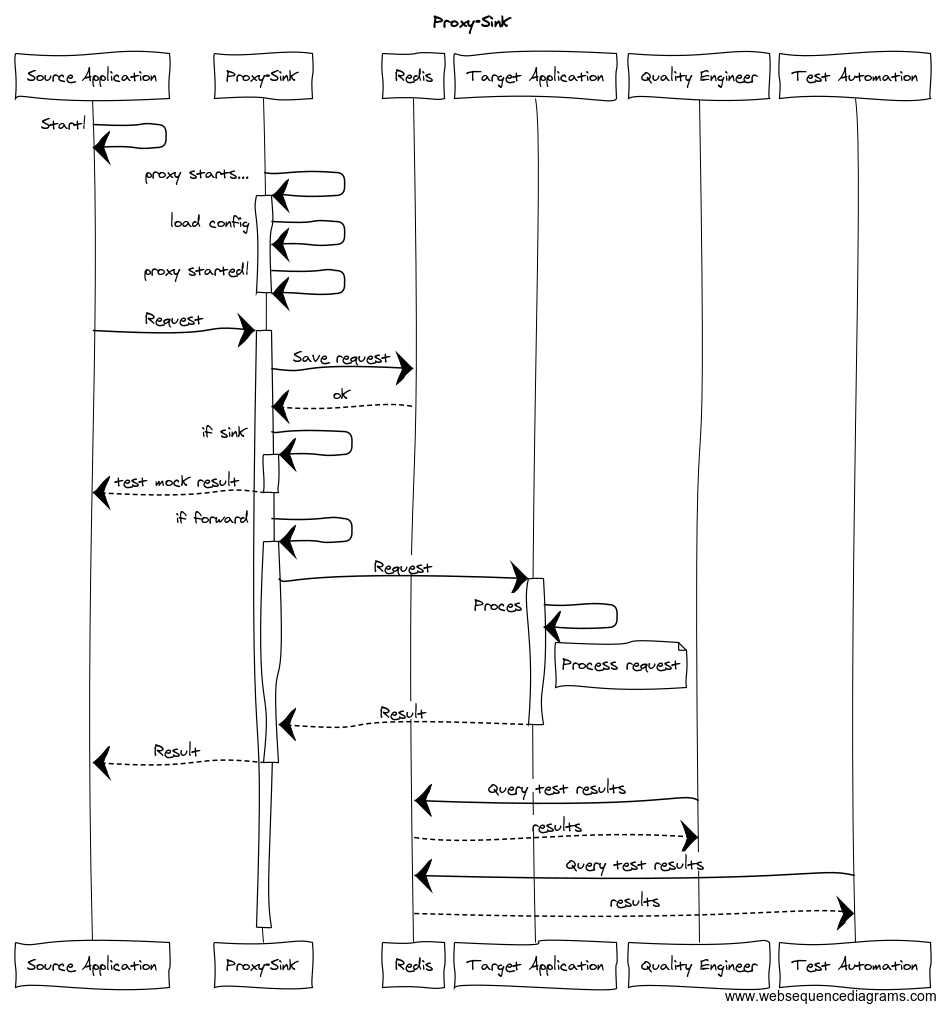 Proxy-Sink
Source Application
Proxy-Sink
Redis
Target Application
Quality Engineer
Test Automation
Start!
proxy starts...
load config
proxy started!
Request
Save request
ok
if sink
test mock result
if forward
Request
Proces
Process request
Result
Result
Query test results
results
Query test results
results
Source Application
Proxy-Sink
Redis
Target Application
Quality Engineer
Test Automation
www.websequencediagrams.com